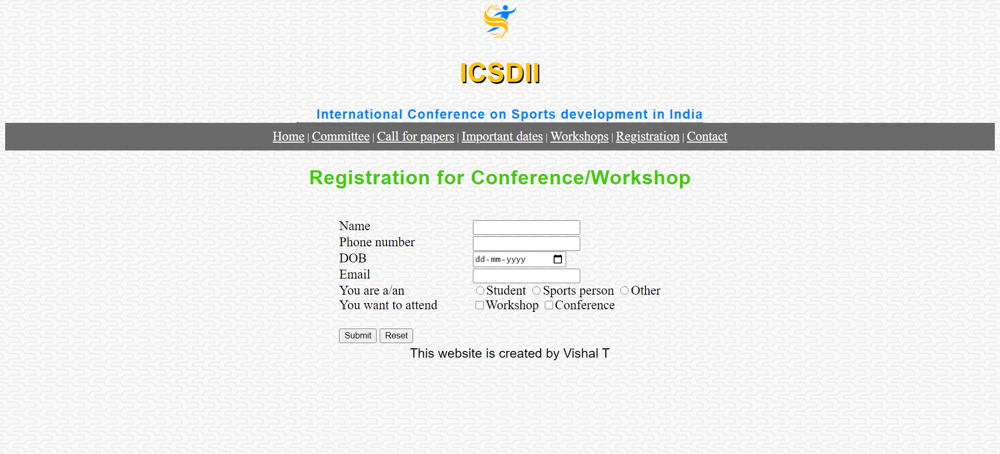 ICSDII
International Conference on Sports development in India
Home | Committee | Call for papers | Important dates | Workshops | Registration | Contact
Registration for Conference/Workshop
Name
Phone number
DOB dd-mm-yyyy
Email
You are a/an Student Sports person Other
You want to attend Workshop Conference
Submit Reset
This website is created by Vishal T